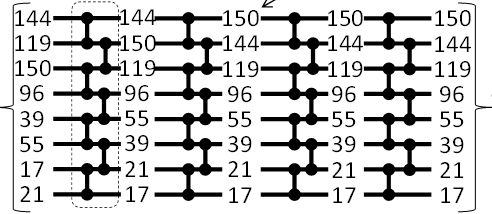 144 144 150 150 150
119 150 144 144 144
150 119 119 119 119
96 96 96 96 96
39 55 55 55 55
55 39 39 39 39
17 21 21 21 21
21 17 17 17 17